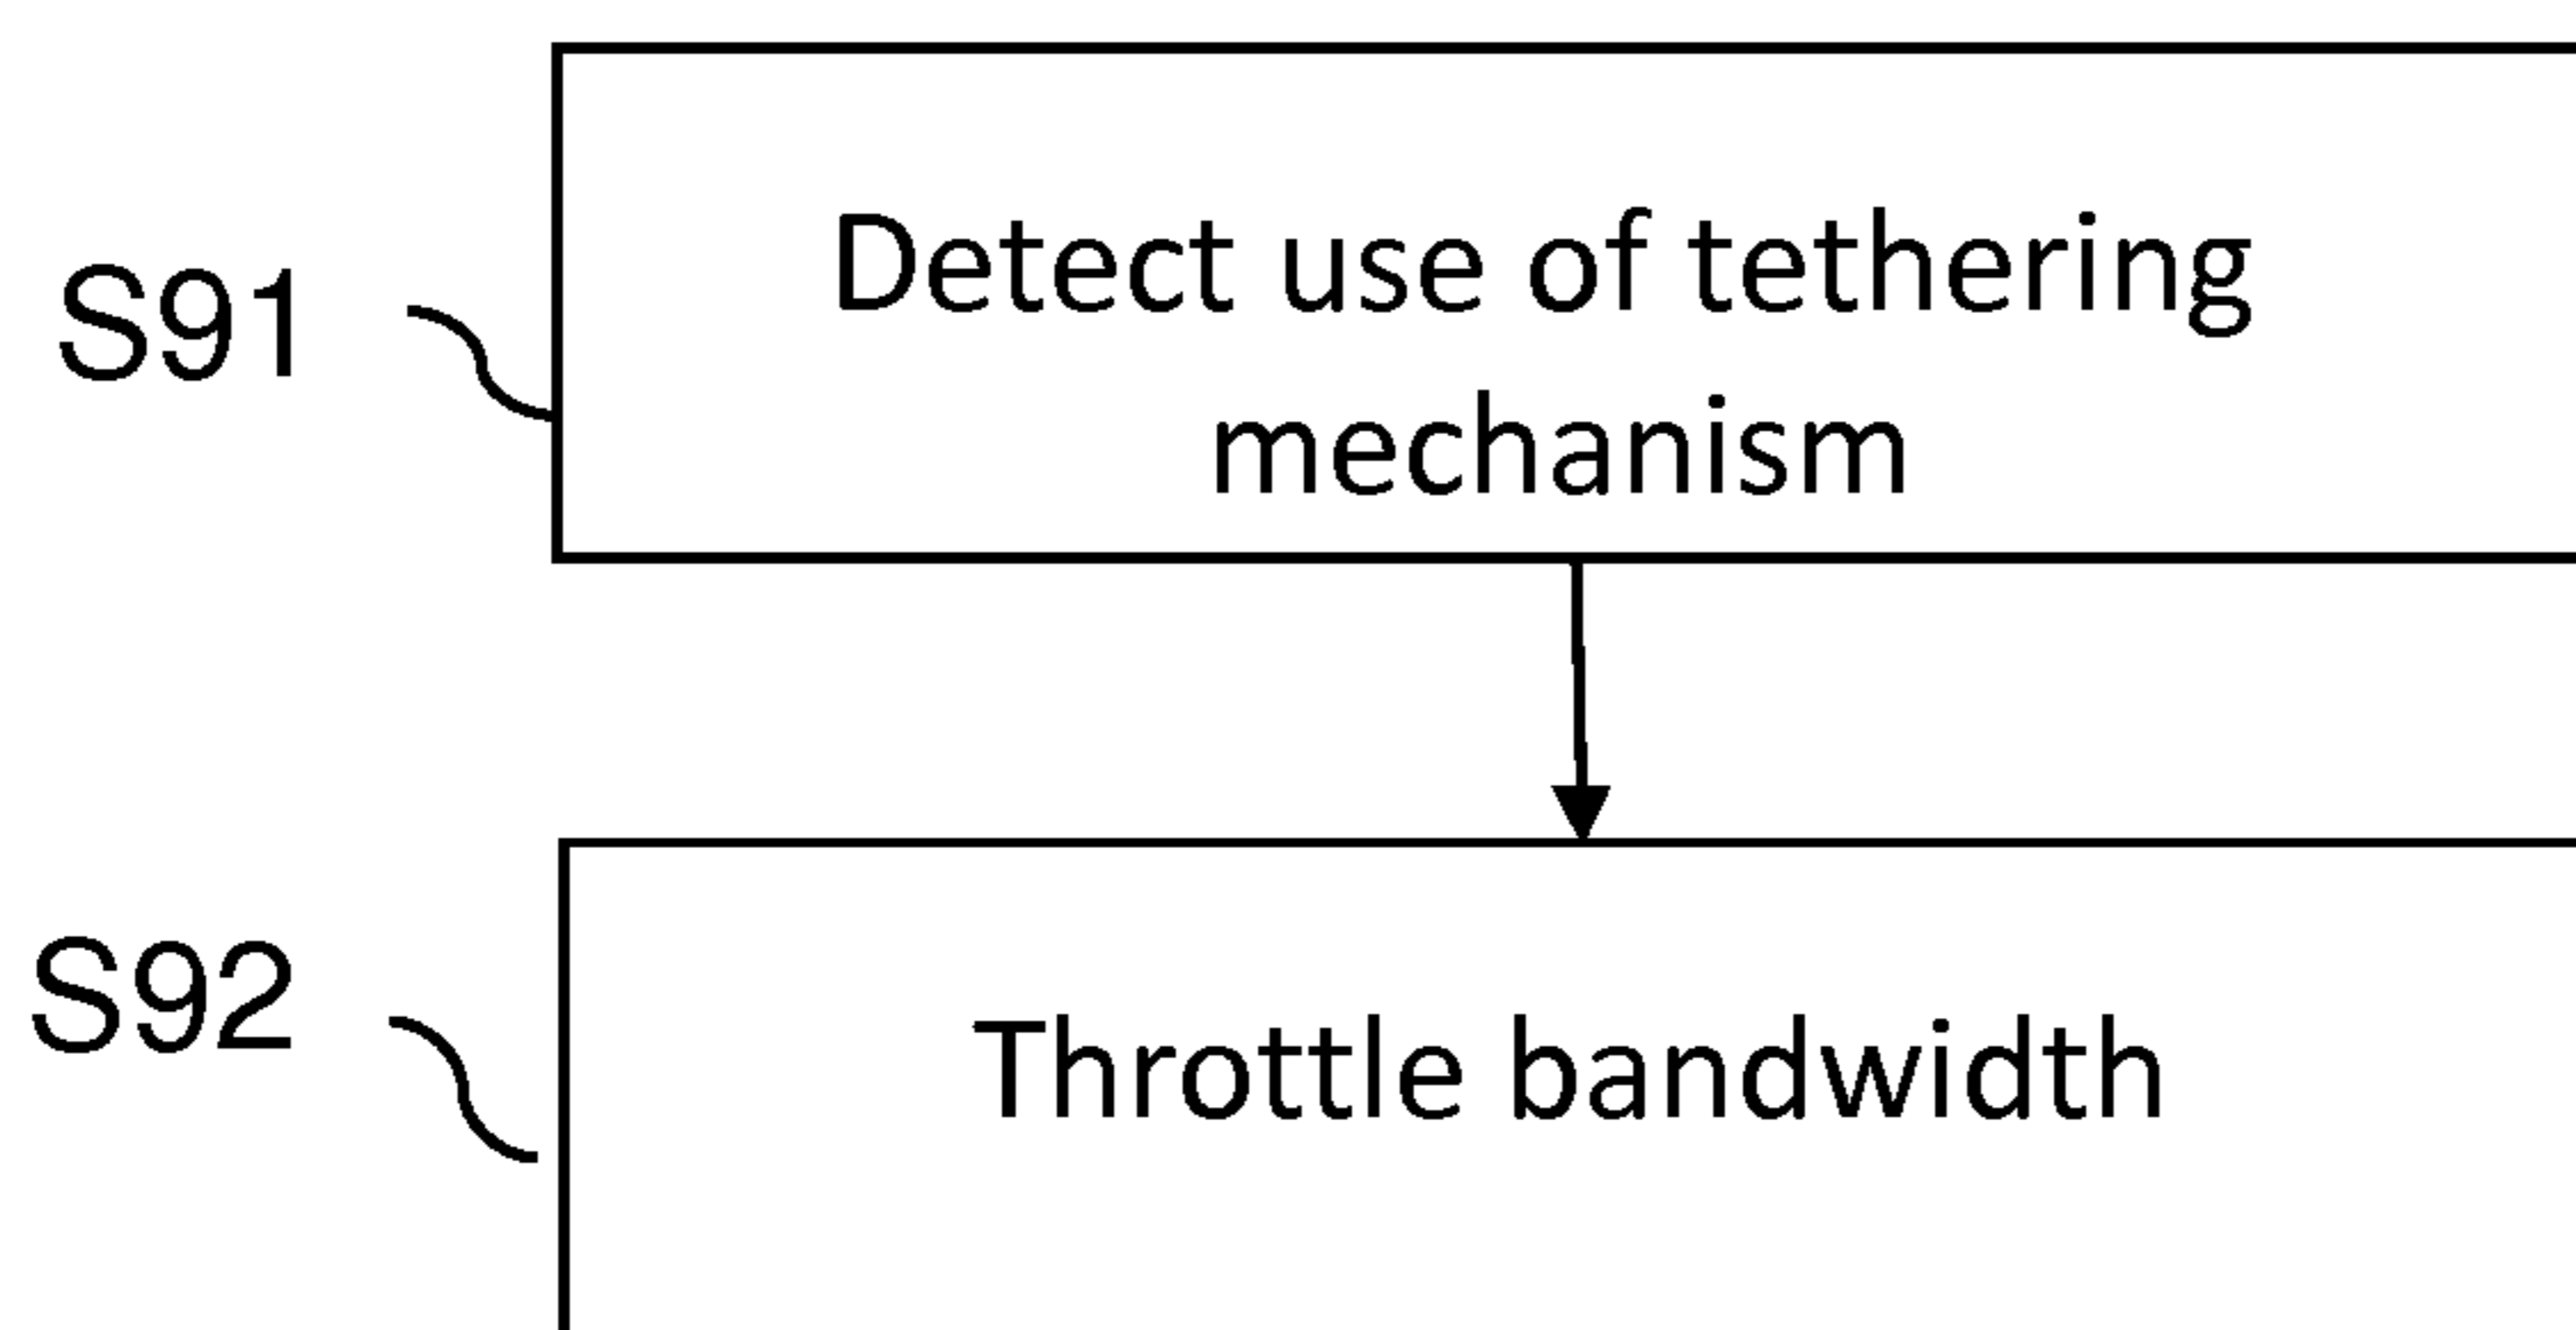 S91
Detect use of tethering
mechanism
S92
Throttle bandwidth